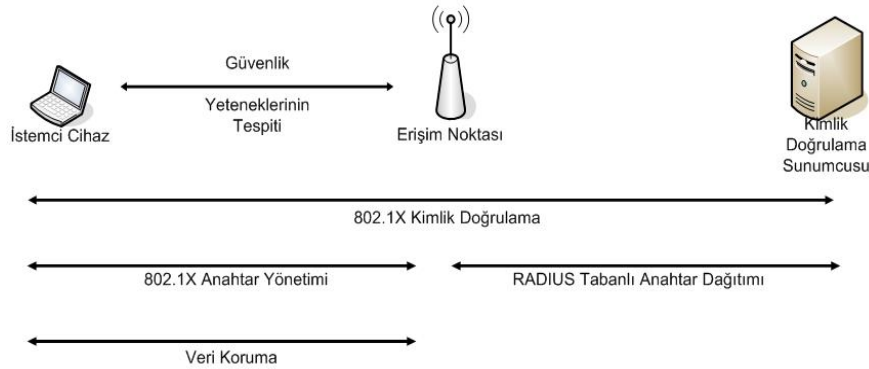 Güvenlik
Yeteneklerinin
Tespiti
İstemci Cihaz
Erişim Noktası
Kimlik
Doğrulama
Sunumcusu
802.1X Kimlik Doğrulama
802.1X Anahtar Yönetimi
RADIUS Tabanlı Anahtar Dağıtımı
Veri Koruma